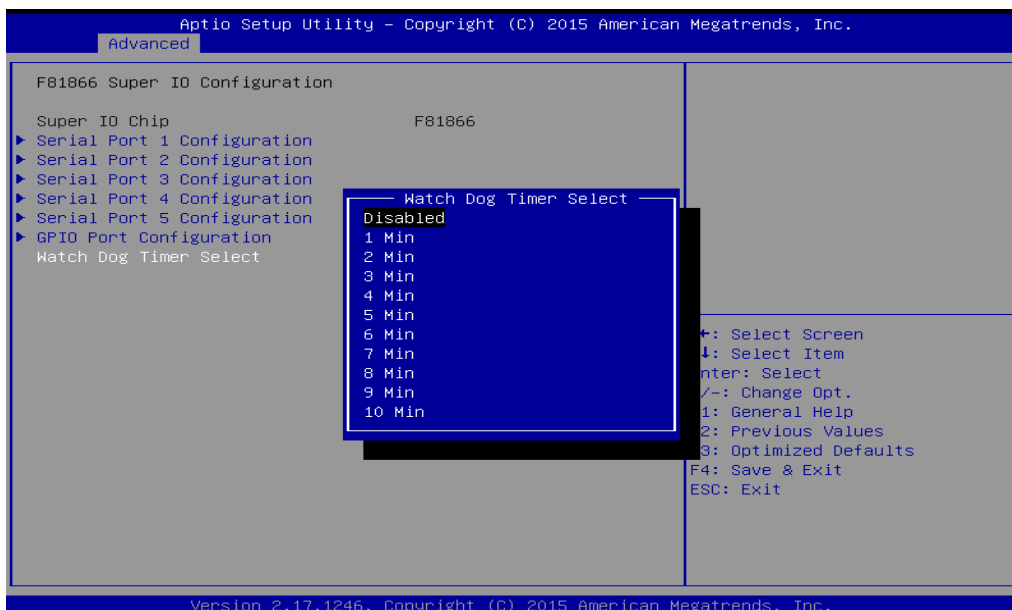 Aptio Setup Utility – Copyright (C) 2015 American Megatrends, Inc.
Advanced
F81866 Super IO Configuration
Super IO Chip F81866
► Serial Port 1 Configuration
► Serial Port 2 Configuration
► Serial Port 3 Configuration
► Serial Port 4 Configuration
► Serial Port 5 Configuration
► GPIO Port Configuration
Watch Dog Timer Select
Watch Dog Timer Select
Disabled
1 Min
2 Min
3 Min
4 Min
5 Min
6 Min
7 Min
8 Min
9 Min
10 Min
←: Select Screen
↓: Select Item
nter: Select
/-: Change Opt.
1: General Help
2: Previous Values
3: Optimized Defaults
F4: Save & Exit
ESC: Exit
Version 2.17.1246. Copyright (C) 2015 American Megatrends, Inc.